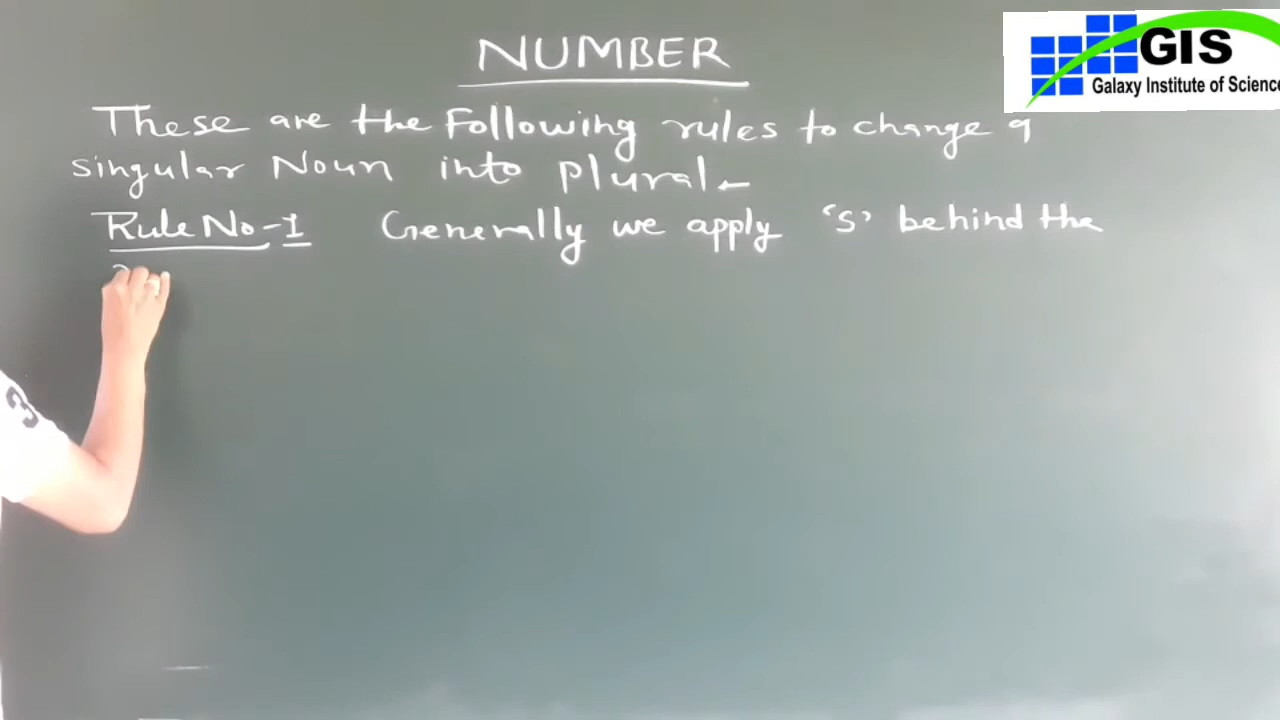 NUMBER
GIS
Galaxy Institute of Science
These are the following rules to change a
singular Noun into plural.
Rule No-1 Generally we apply 's' behind the
3